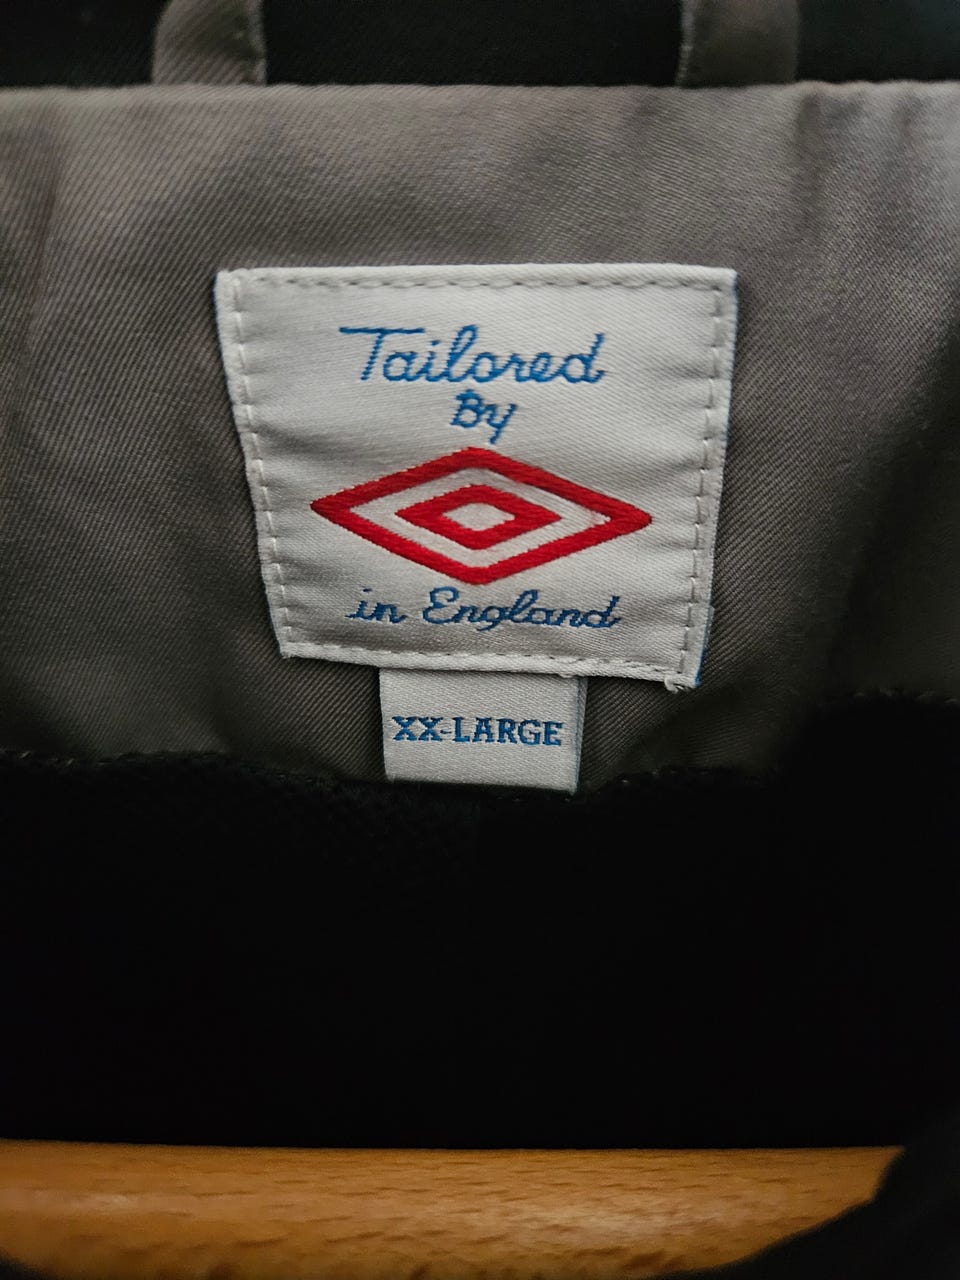 Tailored
By
in England
XX-LARGE